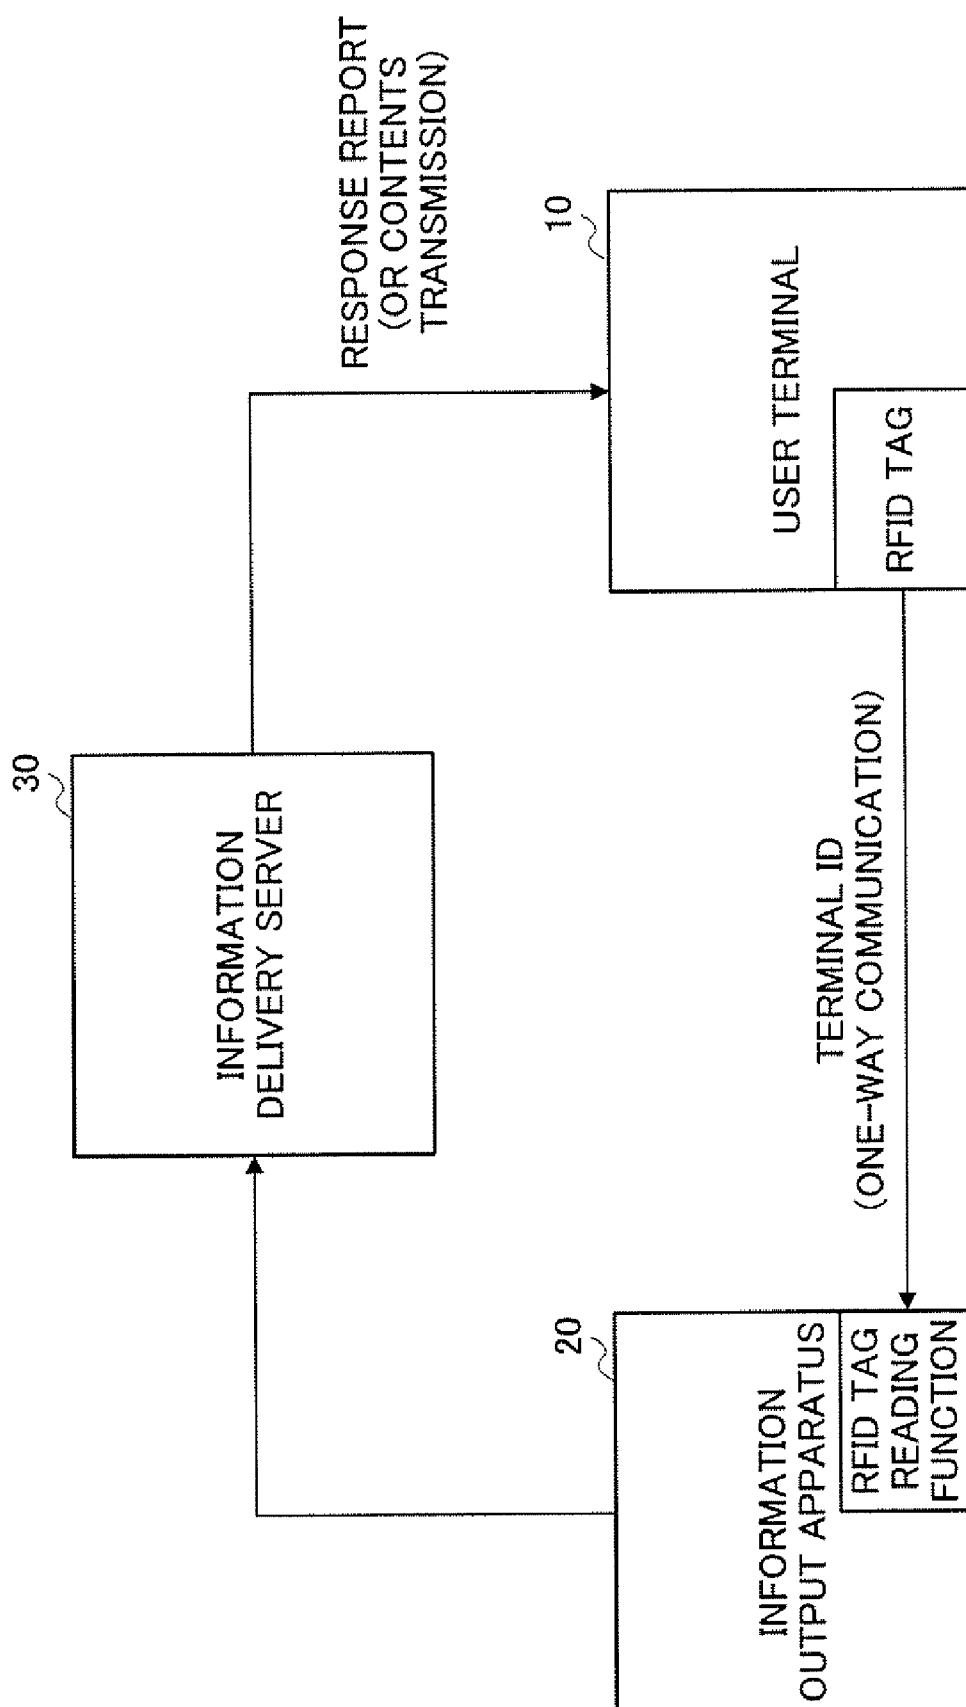 30
INFORMATION
DELIVERY SERVER
RESPONSE REPORT
(OR CONTENTS
TRANSMISSION)
20
INFORMATION
OUTPUT APPARATUS
RFID TAG
READING
FUNCTION
TERMINAL ID
(ONE-WAY COMMUNICATION)
10
USER TERMINAL
RFID TAG